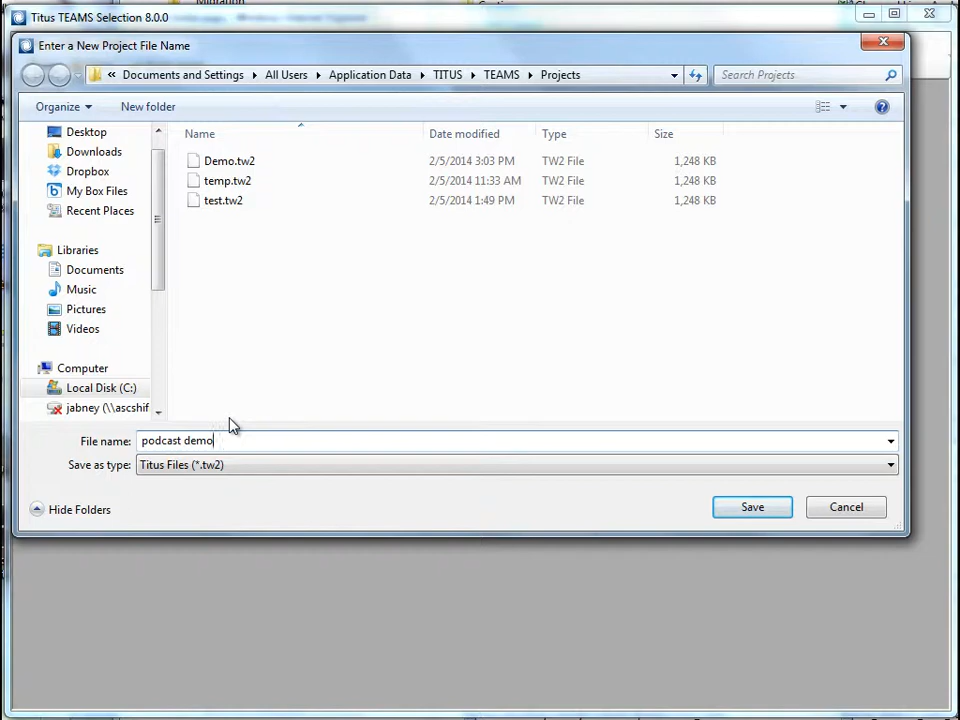 Titus TEAMS Selection 8.0.0
Enter a New Project File Name
« Documents and Settings All Users Application Data TITUS TEAMS Projects Search Projects
Organize New folder
Name Date modified Type Size
Desktop
Downloads
Dropbox
My Box Files
Recent Places
Libraries
Documents
Music
Pictures
Videos
Computer
Local Disk (C:)
jabney (\\ascshif
Demo.tw2 2/5/2014 3:03 PM TW2 File 1,248 KB
temp.tw2 2/5/2014 11:33 AM TW2 File 1,248 KB
test.tw2 2/5/2014 1:49 PM TW2 File 1,248 KB
File name: podcast demo
Save as type: Titus Files (*.tw2)
Hide Folders Save Cancel